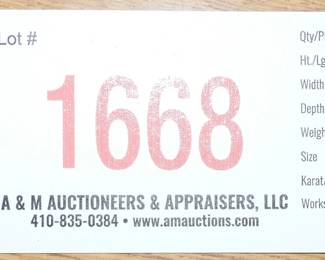 Lot #
1668
A & M AUCTIONEERS & APPRAISERS, LLC
410-835-0384 • www.amauctions.com
Qty/P
Ht./Lg
Width
Depth
Weigh
Size
Karat/
Works